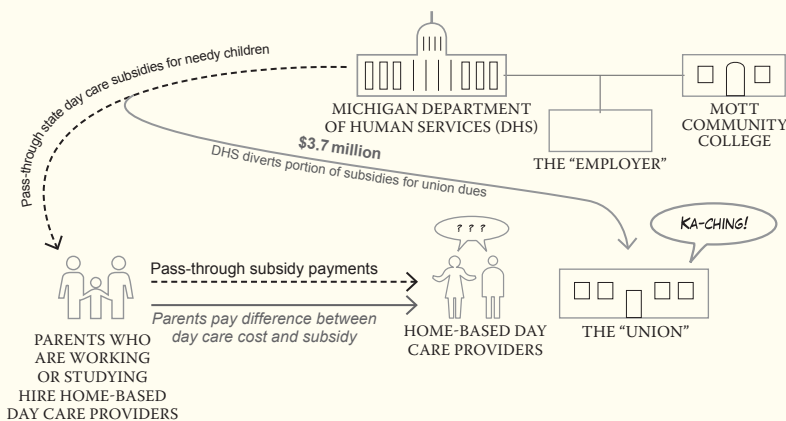 Pass-through state day care subsidies for needy children
MICHIGAN DEPARTMENT
OF HUMAN SERVICES (DHS)
THE “EMPLOYER”
MOTT
COMMUNITY
COLLEGE
$3.7 million
DHS diverts portion of subsidies for union dues
KA-CHING!
? ? ?
Pass-through subsidy payments
Parents pay difference between
day care cost and subsidy
PARENTS WHO
ARE WORKING
OR STUDYING
HIRE HOME-BASED
DAY CARE PROVIDERS
HOME-BASED DAY
CARE PROVIDERS
THE “UNION”